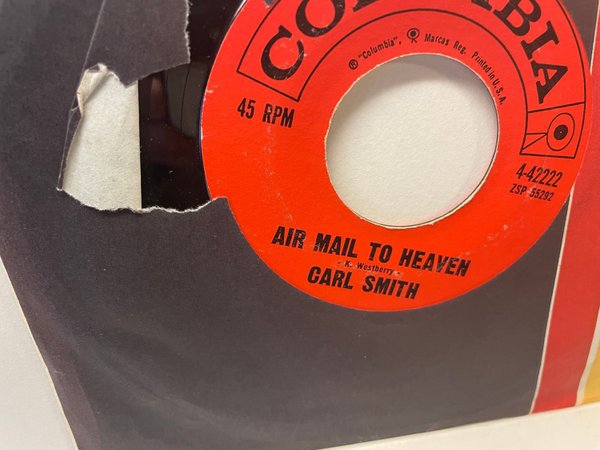 COLUMBIA
® "Columbia", Marcas Reg. Printed in U.S.A.
45 RPM
4-42222
ZSP 55292
AIR MAIL TO HEAVEN
- K. Westberry -
CARL SMITH